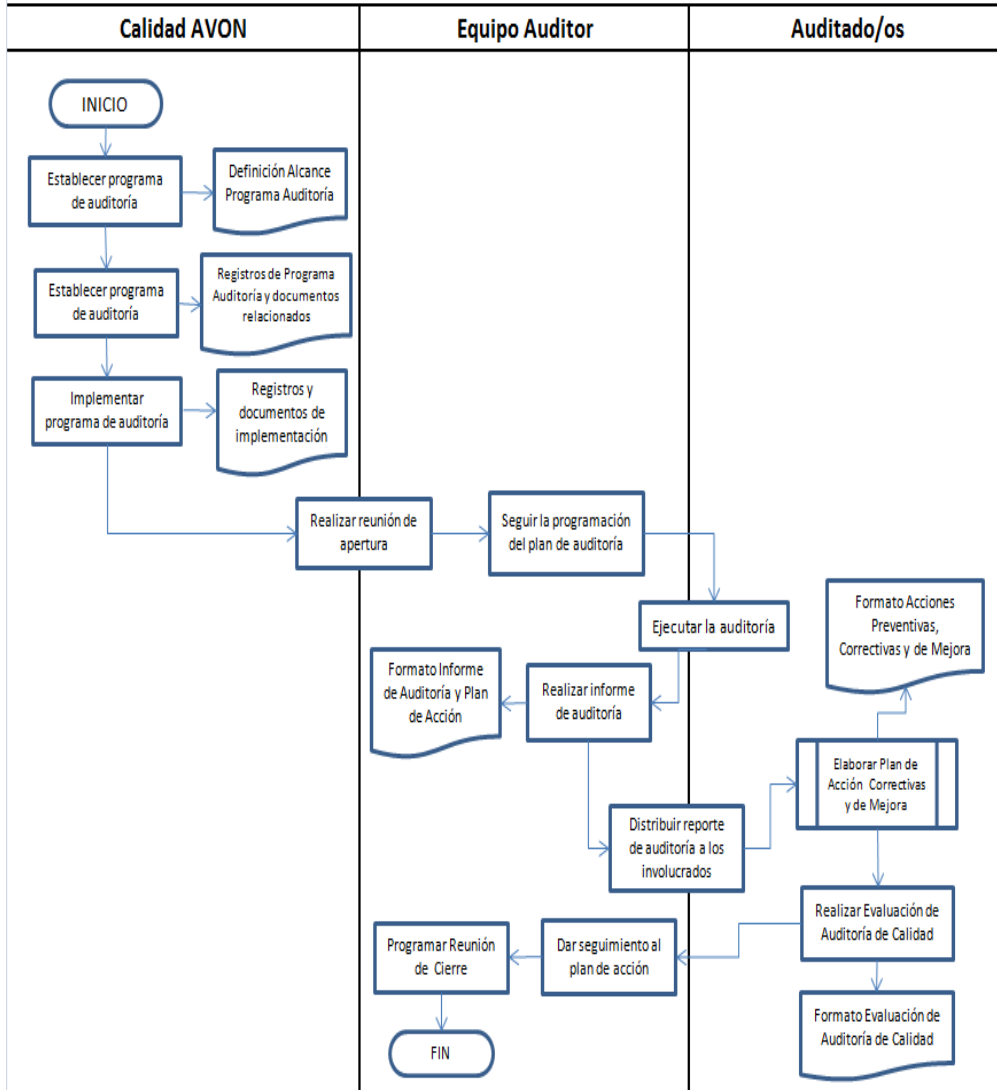 Calidad AVON
Equipo Auditor
Auditado/os
INICIO
Establecer programa
de auditoría
Definición Alcance
Programa Auditoría
Establecer programa
de auditoría
Registros de Programa
Auditoría y documentos
relacionados
Implementar
programa de auditoría
Registros y
documentos de
implementación
Realizar reunión de
apertura
Seguir la programación
del plan de auditoría
Ejecutar la auditoría
Formato Acciones
Preventivas,
Correctivas y de Mejora
Formato Informe
de Auditoría y Plan
de Acción
Realizar informe
de auditoría
Elaborar Plan de
Acción Correctivas
y de Mejora
Distribuir reporte
de auditoría a los
involucrados
Realizar Evaluación de
Auditoría de Calidad
Dar seguimiento al
plan de acción
Programar Reunión
de Cierre
Formato Evaluación de
Auditoría de Calidad
FIN